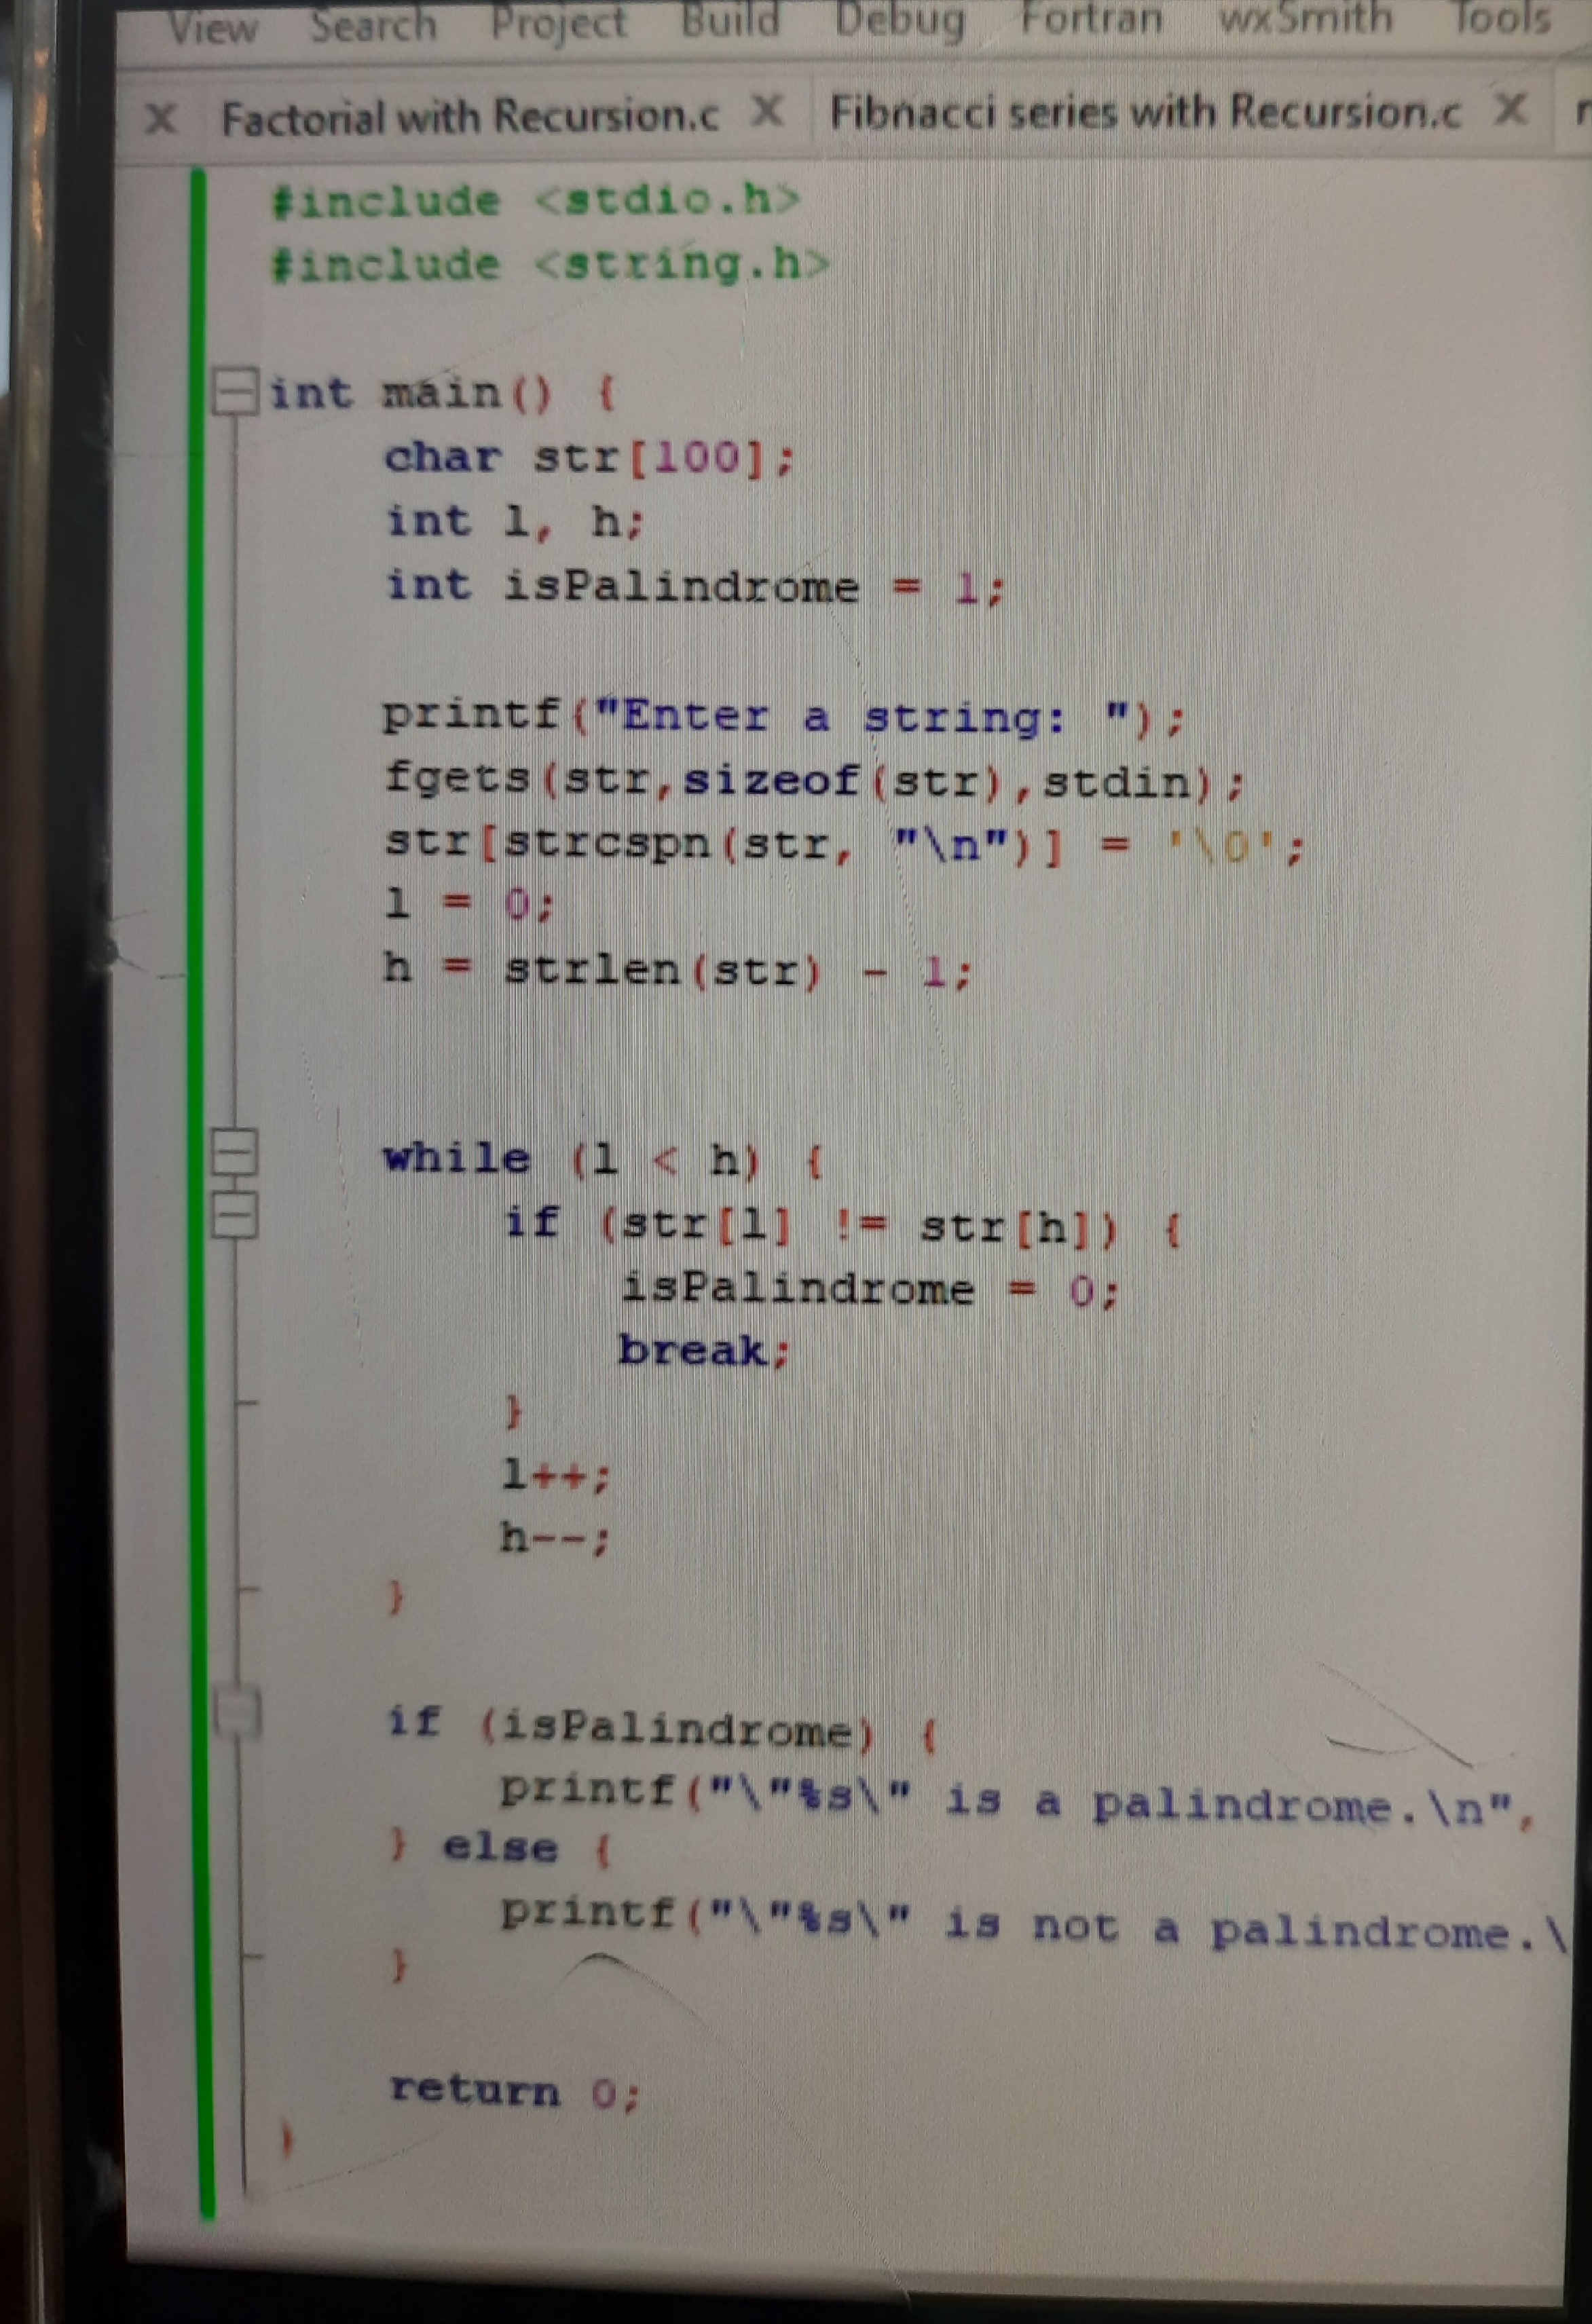 View Search Project Build Debug Fortran wxSmith Tools
X Factorial with Recursion.c X Fibnacci series with Recursion.c X
#include <stdio.h>
#include <string.h>
int main() {
    char str[100];
    int l, h;
    int isPalindrome = 1;
    printf("Enter a string: ");
    fgets(str,sizeof(str),stdin);
    str[strcspn(str, "\n")] = '\0';
    l = 0;
    h = strlen(str) - 1;
    while (l < h) {
        if (str[l] != str[h]) {
            isPalindrome = 0;
            break;
        }
        l++;
        h--;
    }
    if (isPalindrome) {
        printf("\"%s\" is a palindrome.\n",
    } else {
        printf("\"%s\" is not a palindrome.\
    }
    return 0;
}